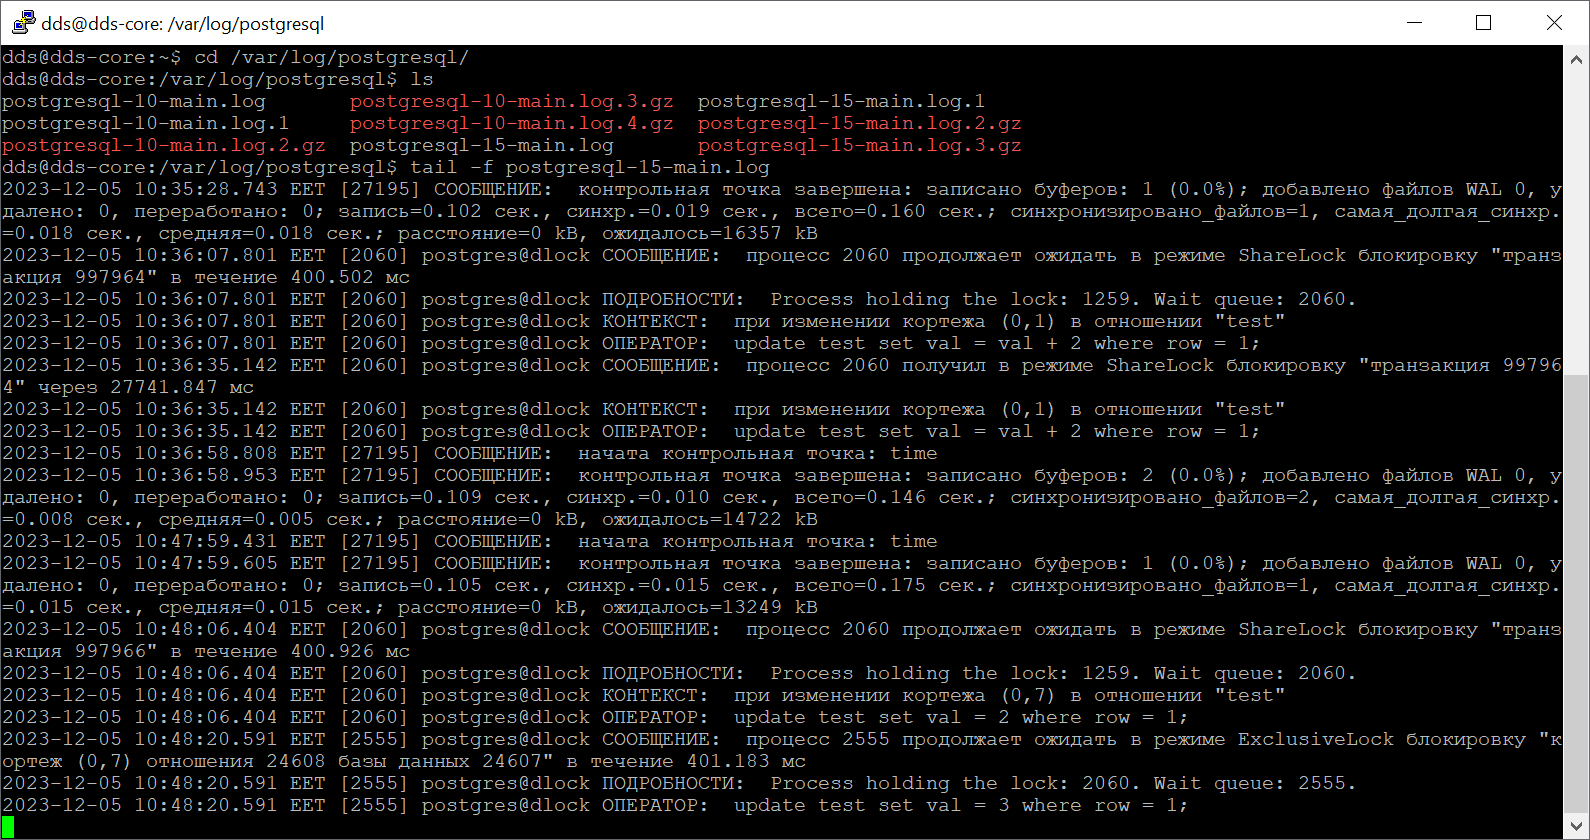 dds@dds-core: /var/log/postgresql
dds@dds-core:~$ cd /var/log/postgresql/
dds@dds-core:/var/log/postgresql$ ls
postgresql-10-main.log       postgresql-10-main.log.3.gz  postgresql-15-main.log.1
postgresql-10-main.log.1     postgresql-10-main.log.4.gz  postgresql-15-main.log.2.gz
postgresql-10-main.log.2.gz  postgresql-15-main.log       postgresql-15-main.log.3.gz
dds@dds-core:/var/log/postgresql$ tail -f postgresql-15-main.log
2023-12-05 10:35:28.743 EET [27195] СООБЩЕНИЕ:  контрольная точка завершена: записано буферов: 1 (0.0%); добавлено файлов WAL 0, у
далено: 0, переработано: 0; запись=0.102 сек., синхр.=0.019 сек., всего=0.160 сек.; синхронизировано_файлов=1, самая_долгая_синхр.
=0.018 сек., средняя=0.018 сек.; расстояние=0 kB, ожидалось=16357 kB
2023-12-05 10:36:07.801 EET [2060] postgres@dlock СООБЩЕНИЕ:  процесс 2060 продолжает ожидать в режиме ShareLock блокировку "транз
акция 997964" в течение 400.502 мс
2023-12-05 10:36:07.801 EET [2060] postgres@dlock ПОДРОБНОСТИ:  Process holding the lock: 1259. Wait queue: 2060.
2023-12-05 10:36:07.801 EET [2060] postgres@dlock КОНТЕКСТ:  при изменении кортежа (0,1) в отношении "test"
2023-12-05 10:36:07.801 EET [2060] postgres@dlock ОПЕРАТОР:  update test set val = val + 2 where row = 1;
2023-12-05 10:36:35.142 EET [2060] postgres@dlock СООБЩЕНИЕ:  процесс 2060 получил в режиме ShareLock блокировку "транзакция 99796
4" через 27741.847 мс
2023-12-05 10:36:35.142 EET [2060] postgres@dlock КОНТЕКСТ:  при изменении кортежа (0,1) в отношении "test"
2023-12-05 10:36:35.142 EET [2060] postgres@dlock ОПЕРАТОР:  update test set val = val + 2 where row = 1;
2023-12-05 10:36:58.808 EET [27195] СООБЩЕНИЕ:  начата контрольная точка: time
2023-12-05 10:36:58.953 EET [27195] СООБЩЕНИЕ:  контрольная точка завершена: записано буферов: 2 (0.0%); добавлено файлов WAL 0, у
далено: 0, переработано: 0; запись=0.109 сек., синхр.=0.010 сек., всего=0.146 сек.; синхронизировано_файлов=2, самая_долгая_синхр.
=0.008 сек., средняя=0.005 сек.; расстояние=0 kB, ожидалось=14722 kB
2023-12-05 10:47:59.431 EET [27195] СООБЩЕНИЕ:  начата контрольная точка: time
2023-12-05 10:47:59.605 EET [27195] СООБЩЕНИЕ:  контрольная точка завершена: записано буферов: 1 (0.0%); добавлено файлов WAL 0, у
далено: 0, переработано: 0; запись=0.105 сек., синхр.=0.015 сек., всего=0.175 сек.; синхронизировано_файлов=1, самая_долгая_синхр.
=0.015 сек., средняя=0.015 сек.; расстояние=0 kB, ожидалось=13249 kB
2023-12-05 10:48:06.404 EET [2060] postgres@dlock СООБЩЕНИЕ:  процесс 2060 продолжает ожидать в режиме ShareLock блокировку "транз
акция 997966" в течение 400.926 мс
2023-12-05 10:48:06.404 EET [2060] postgres@dlock ПОДРОБНОСТИ:  Process holding the lock: 1259. Wait queue: 2060.
2023-12-05 10:48:06.404 EET [2060] postgres@dlock КОНТЕКСТ:  при изменении кортежа (0,7) в отношении "test"
2023-12-05 10:48:06.404 EET [2060] postgres@dlock ОПЕРАТОР:  update test set val = 2 where row = 1;
2023-12-05 10:48:20.591 EET [2555] postgres@dlock СООБЩЕНИЕ:  процесс 2555 продолжает ожидать в режиме ExclusiveLock блокировку "к
ортеж (0,7) отношения 24608 базы данных 24607" в течение 401.183 мс
2023-12-05 10:48:20.591 EET [2555] postgres@dlock ПОДРОБНОСТИ:  Process holding the lock: 2060. Wait queue: 2555.
2023-12-05 10:48:20.591 EET [2555] postgres@dlock ОПЕРАТОР:  update test set val = 3 where row = 1;